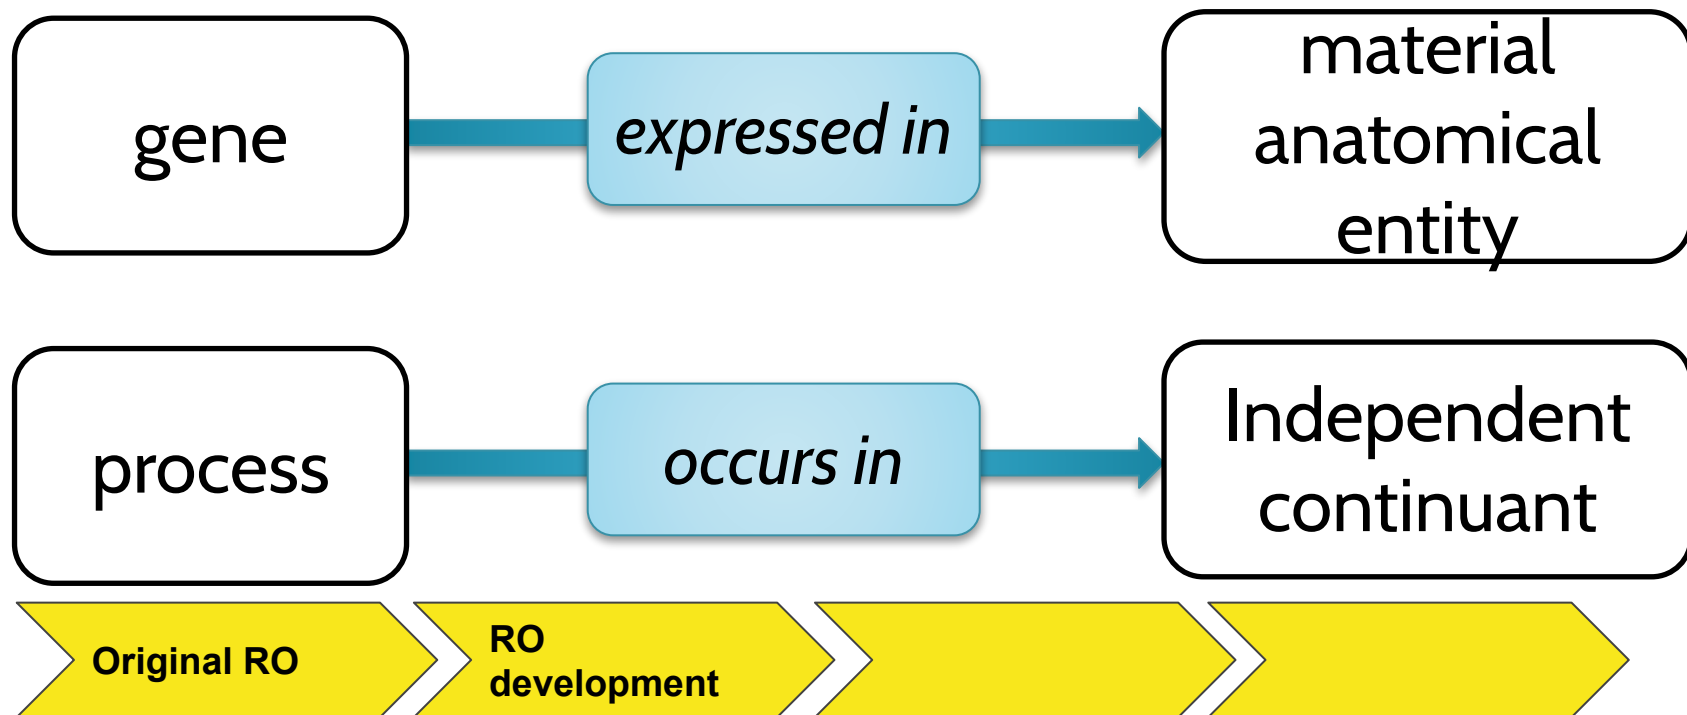 gene
expressed in
material
anatomical
entity
process
occurs in
Independent
continuant
Original RO
RO
development